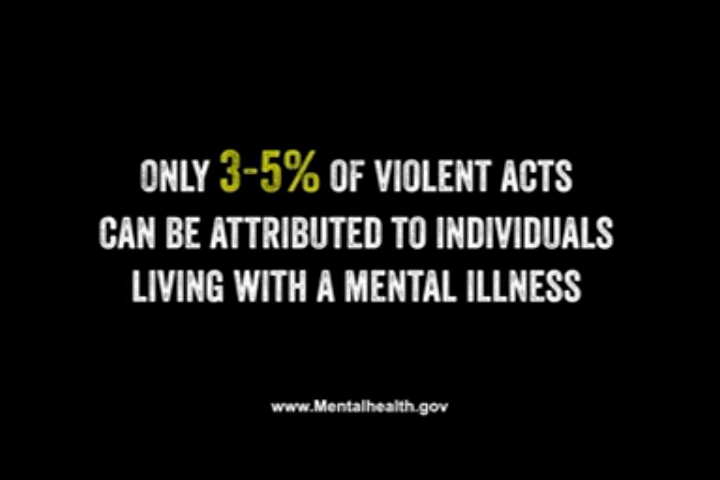 ONLY 3-5% OF VIOLENT ACTS
CAN BE ATTRIBUTED TO INDIVIDUALS
LIVING WITH A MENTAL ILLNESS
www.Mentalhealth.gov